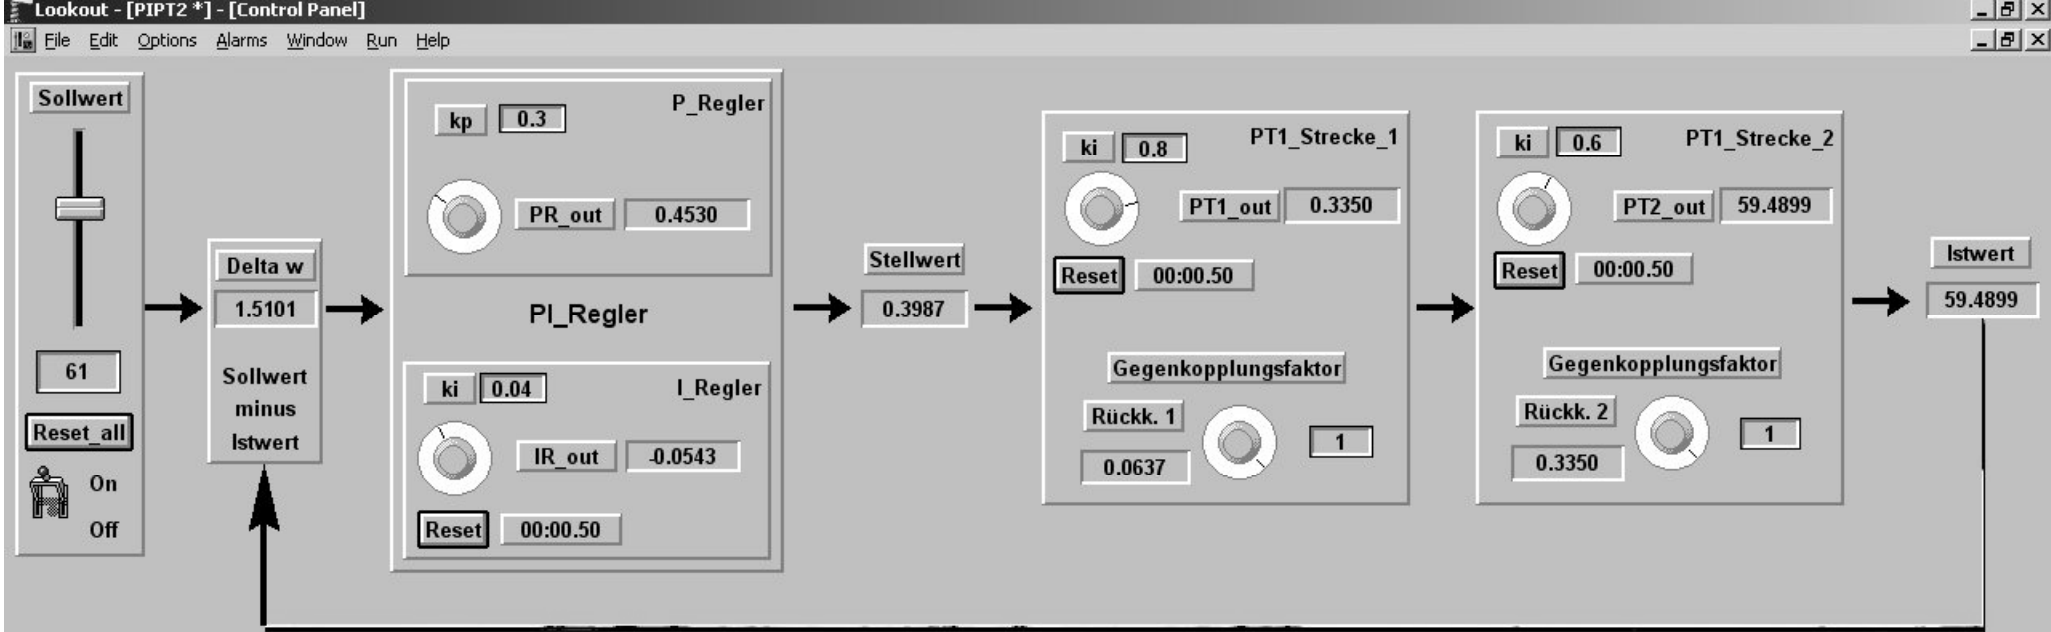 Lookout - [PIPT2 *] - [Control Panel]
File Edit Options Alarms Window Run Help
Sollwert
61
Reset_all
On
Off
Delta w
1.5101
Sollwert
minus
Istwert
P_Regler
kp 0.3
PR_out 0.4530
PI_Regler
ki 0.04 I_Regler
IR_out -0.0543
Reset 00:00.50
Stellwert
0.3987
PT1_Strecke_1
ki 0.8
PT1_out 0.3350
Reset 00:00.50
Gegenkopplungsfaktor
Rückk. 1
1
0.0637
PT1_Strecke_2
ki 0.6
PT2_out 59.4899
Reset 00:00.50
Gegenkopplungsfaktor
Rückk. 2
1
0.3350
Istwert
59.4899